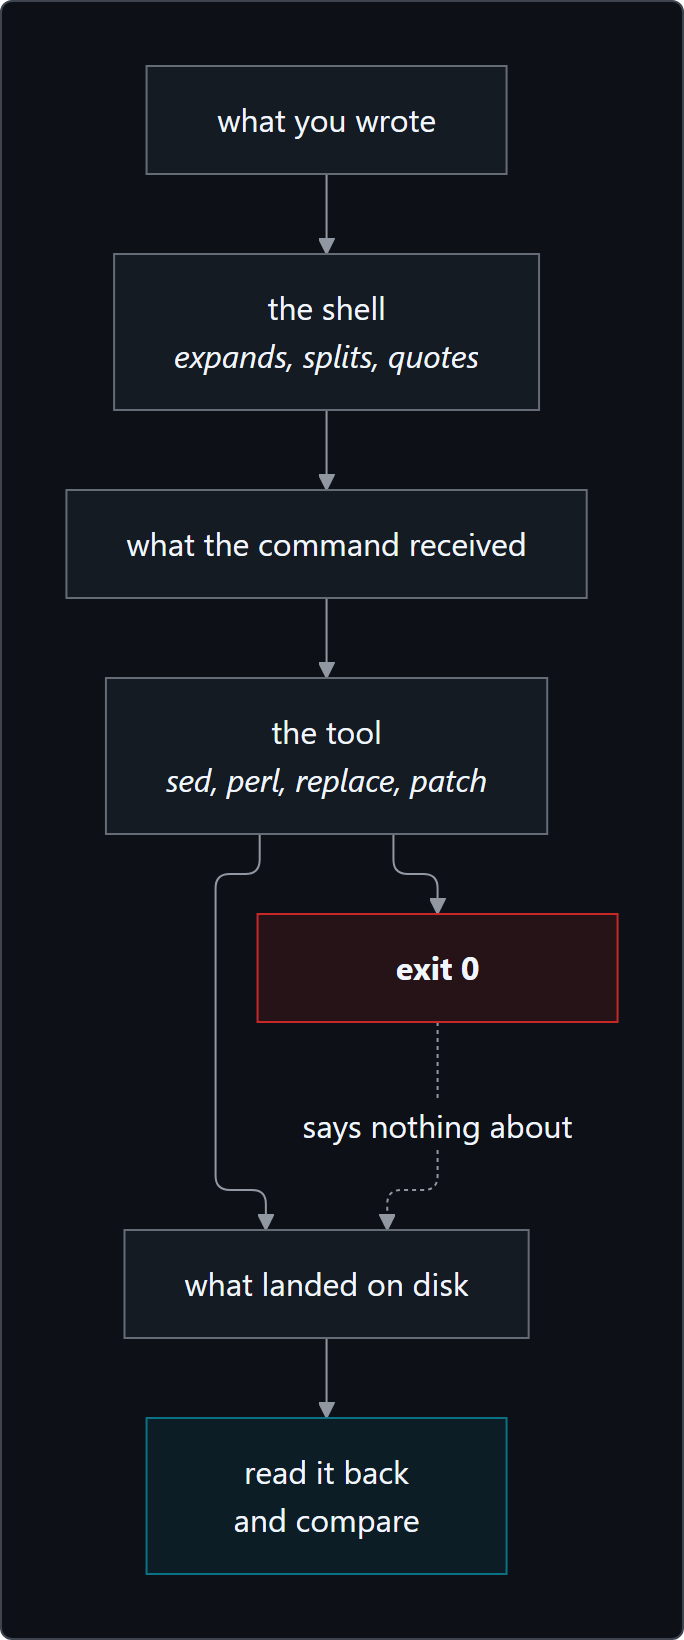 what you wrote
the shell
expands, splits, quotes
what the command received
the tool
sed, perl, replace, patch
exit 0
says nothing about
what landed on disk
read it back
and compare